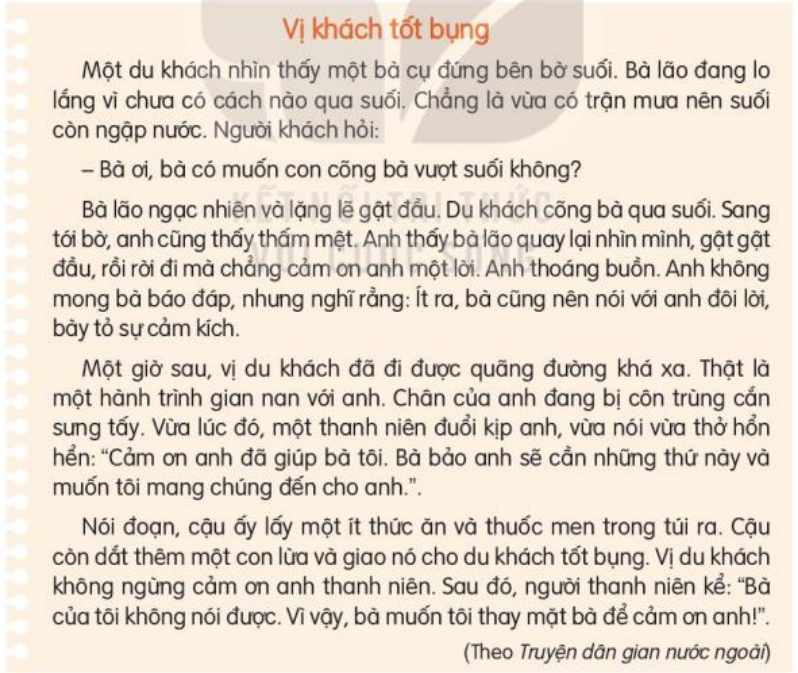 Vị khách tốt bụng
Một du khách nhìn thấy một bà cụ đứng bên bờ suối. Bà lão đang lo
lắng vì chưa có cách nào qua suối. Chẳng là vừa có trận mưa nên suối
còn ngập nước. Người khách hỏi:
– Bà ơi, bà có muốn con cõng bà vượt suối không?
KẾT NỐI TRI THỨC
Bà lão ngạc nhiên và lặng lẽ gật đầu. Du khách cõng bà qua suối. Sang
tới bờ, anh cũng thấy thấm mệt. Anh thấy bà lão quay lại nhìn mình, gật gật
VỚI CUỘC SỐNG
đầu, rồi rời đi mà chẳng cảm ơn anh một lời. Anh thoáng buồn. Anh không
mong bà báo đáp, nhưng nghĩ rằng: Ít ra, bà cũng nên nói với anh đôi lời,
bày tỏ sự cảm kích.
Một giờ sau, vị du khách đã đi được quãng đường khá xa. Thật là
một hành trình gian nan với anh. Chân của anh đang bị côn trùng cắn
sưng tấy. Vừa lúc đó, một thanh niên đuổi kịp anh, vừa nói vừa thở hổn
hển: “Cảm ơn anh đã giúp bà tôi. Bà bảo anh sẽ cần những thứ này và
muốn tôi mang chúng đến cho anh.”.
Nói đoạn, cậu ấy lấy một ít thức ăn và thuốc men trong túi ra. Cậu
còn dắt thêm một con lừa và giao nó cho du khách tốt bụng. Vị du khách
không ngừng cảm ơn anh thanh niên. Sau đó, người thanh niên kể: “Bà
của tôi không nói được. Vì vậy, bà muốn tôi thay mặt bà để cảm ơn anh!”.
(Theo Truyện dân gian nước ngoài)